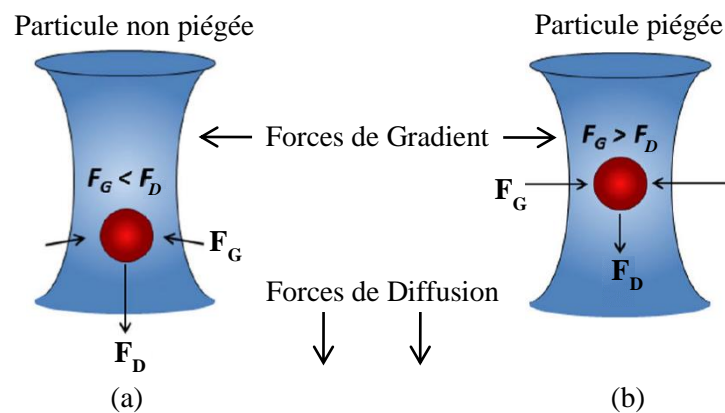 Particule non piégée
Particule piégée
Forces de Gradient
F_G < F_D
F_G > F_D
F_G
F_G
Forces de Diffusion
F_D
F_D
(a)
(b)